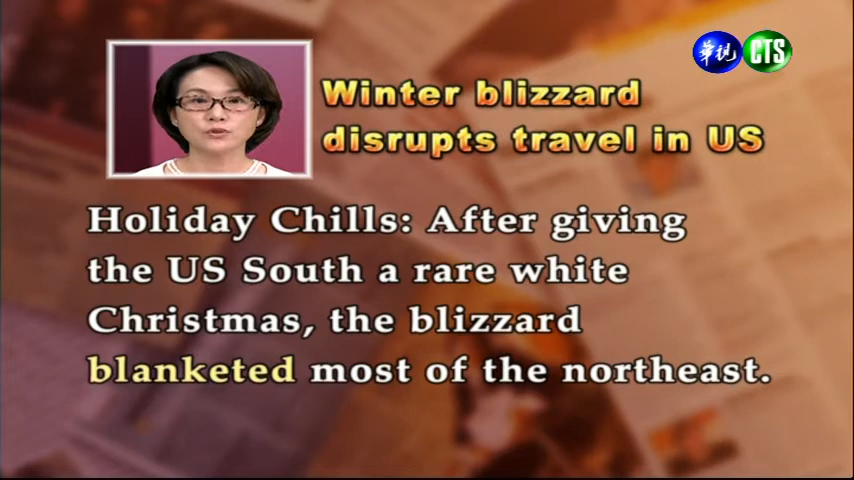 華視 CTS
Winter blizzard
disrupts travel in US
Holiday Chills: After giving
the US South a rare white
Christmas, the blizzard
blanketed most of the northeast.